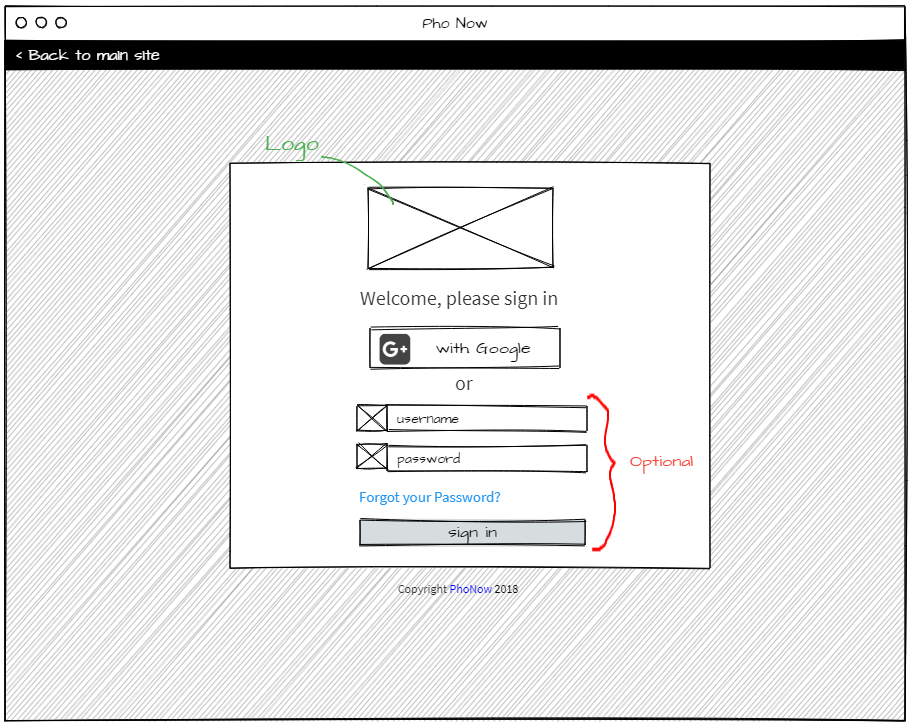 Pho Now
< Back to main site
Logo
Welcome, please sign in
G+ with Google
or
username
password
Optional
Forgot your Password?
sign in
Copyright PhoNow 2018